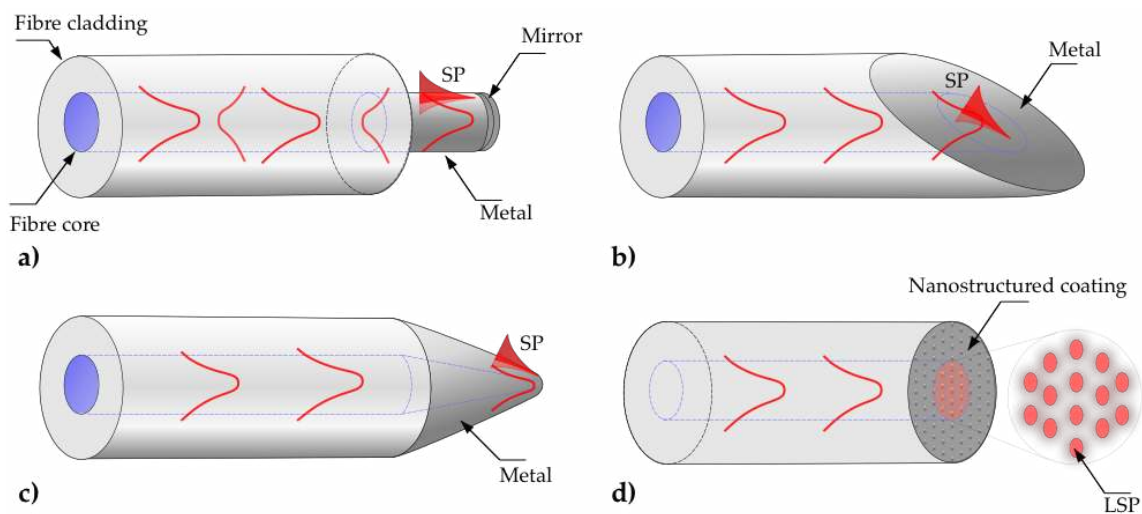 Fibre cladding
Mirror
SP
Metal
Fibre core
a)
Metal
SP
b)
SP
Metal
c)
Nanostructured coating
LSP
d)